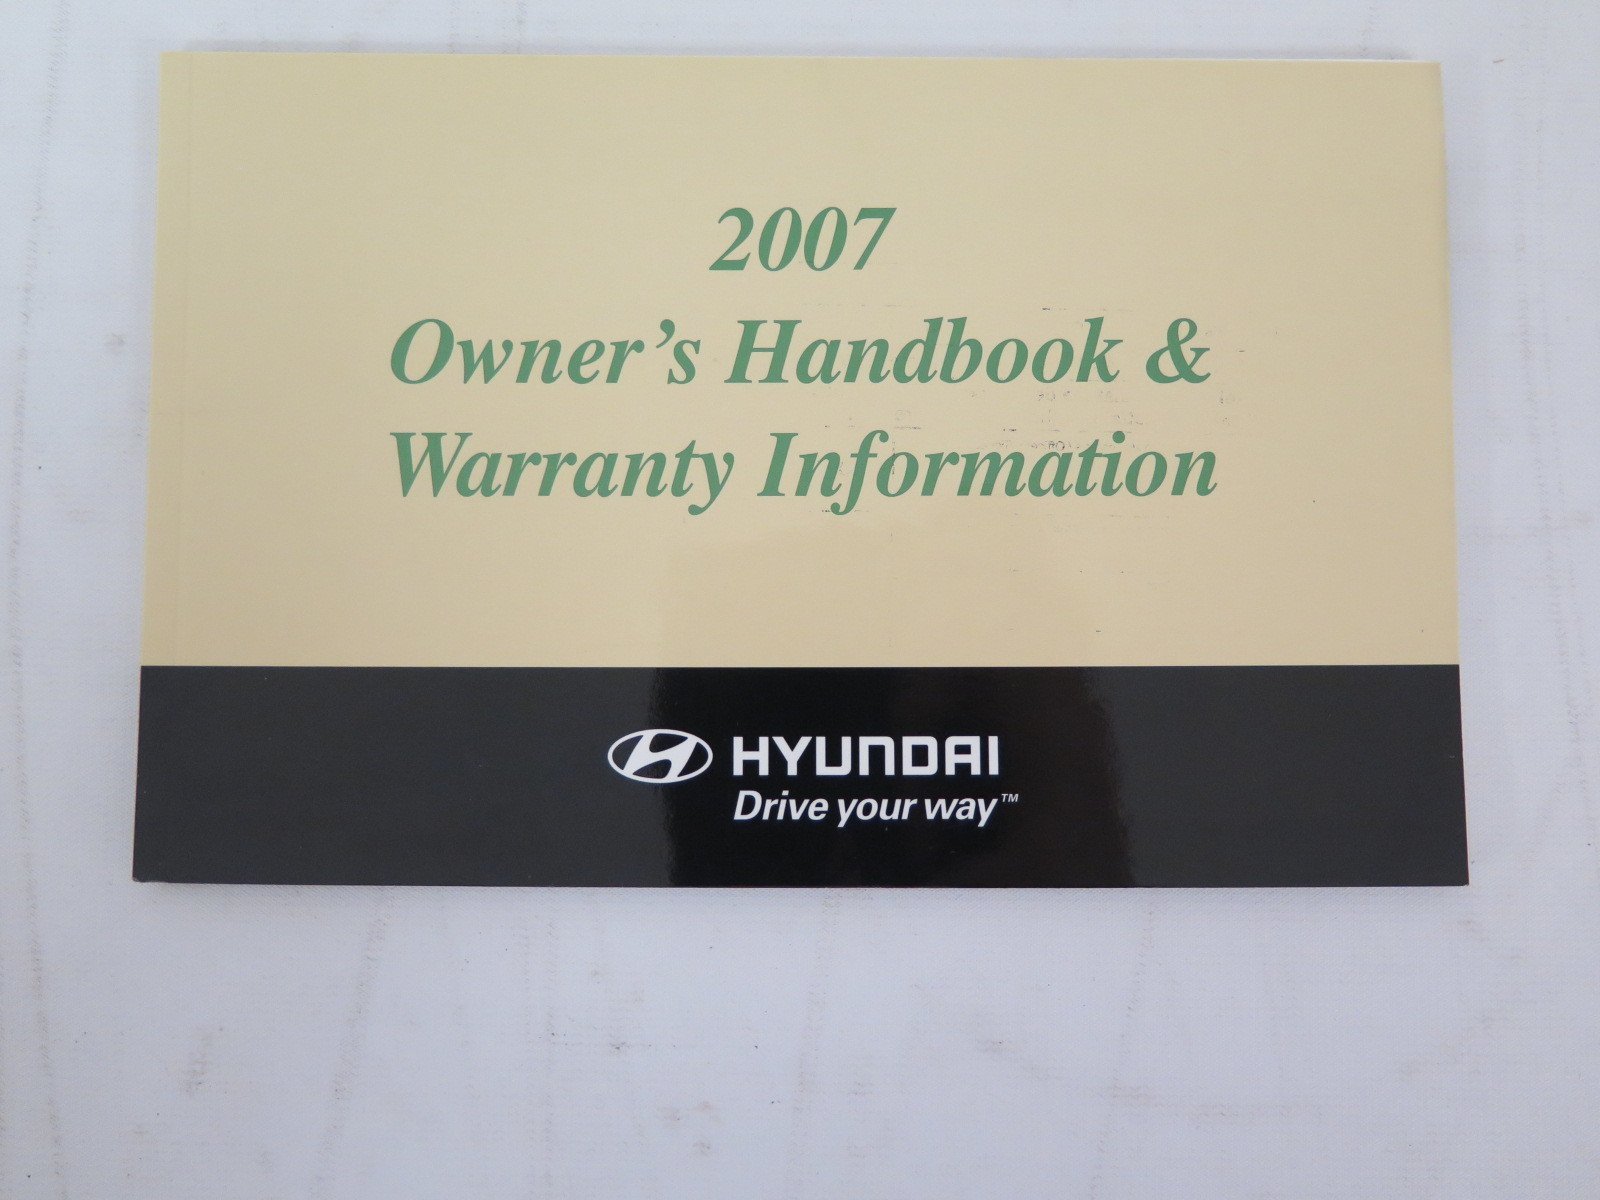 2007
Owner’s Handbook &
Warranty Information
HYUNDAI
Drive your way™